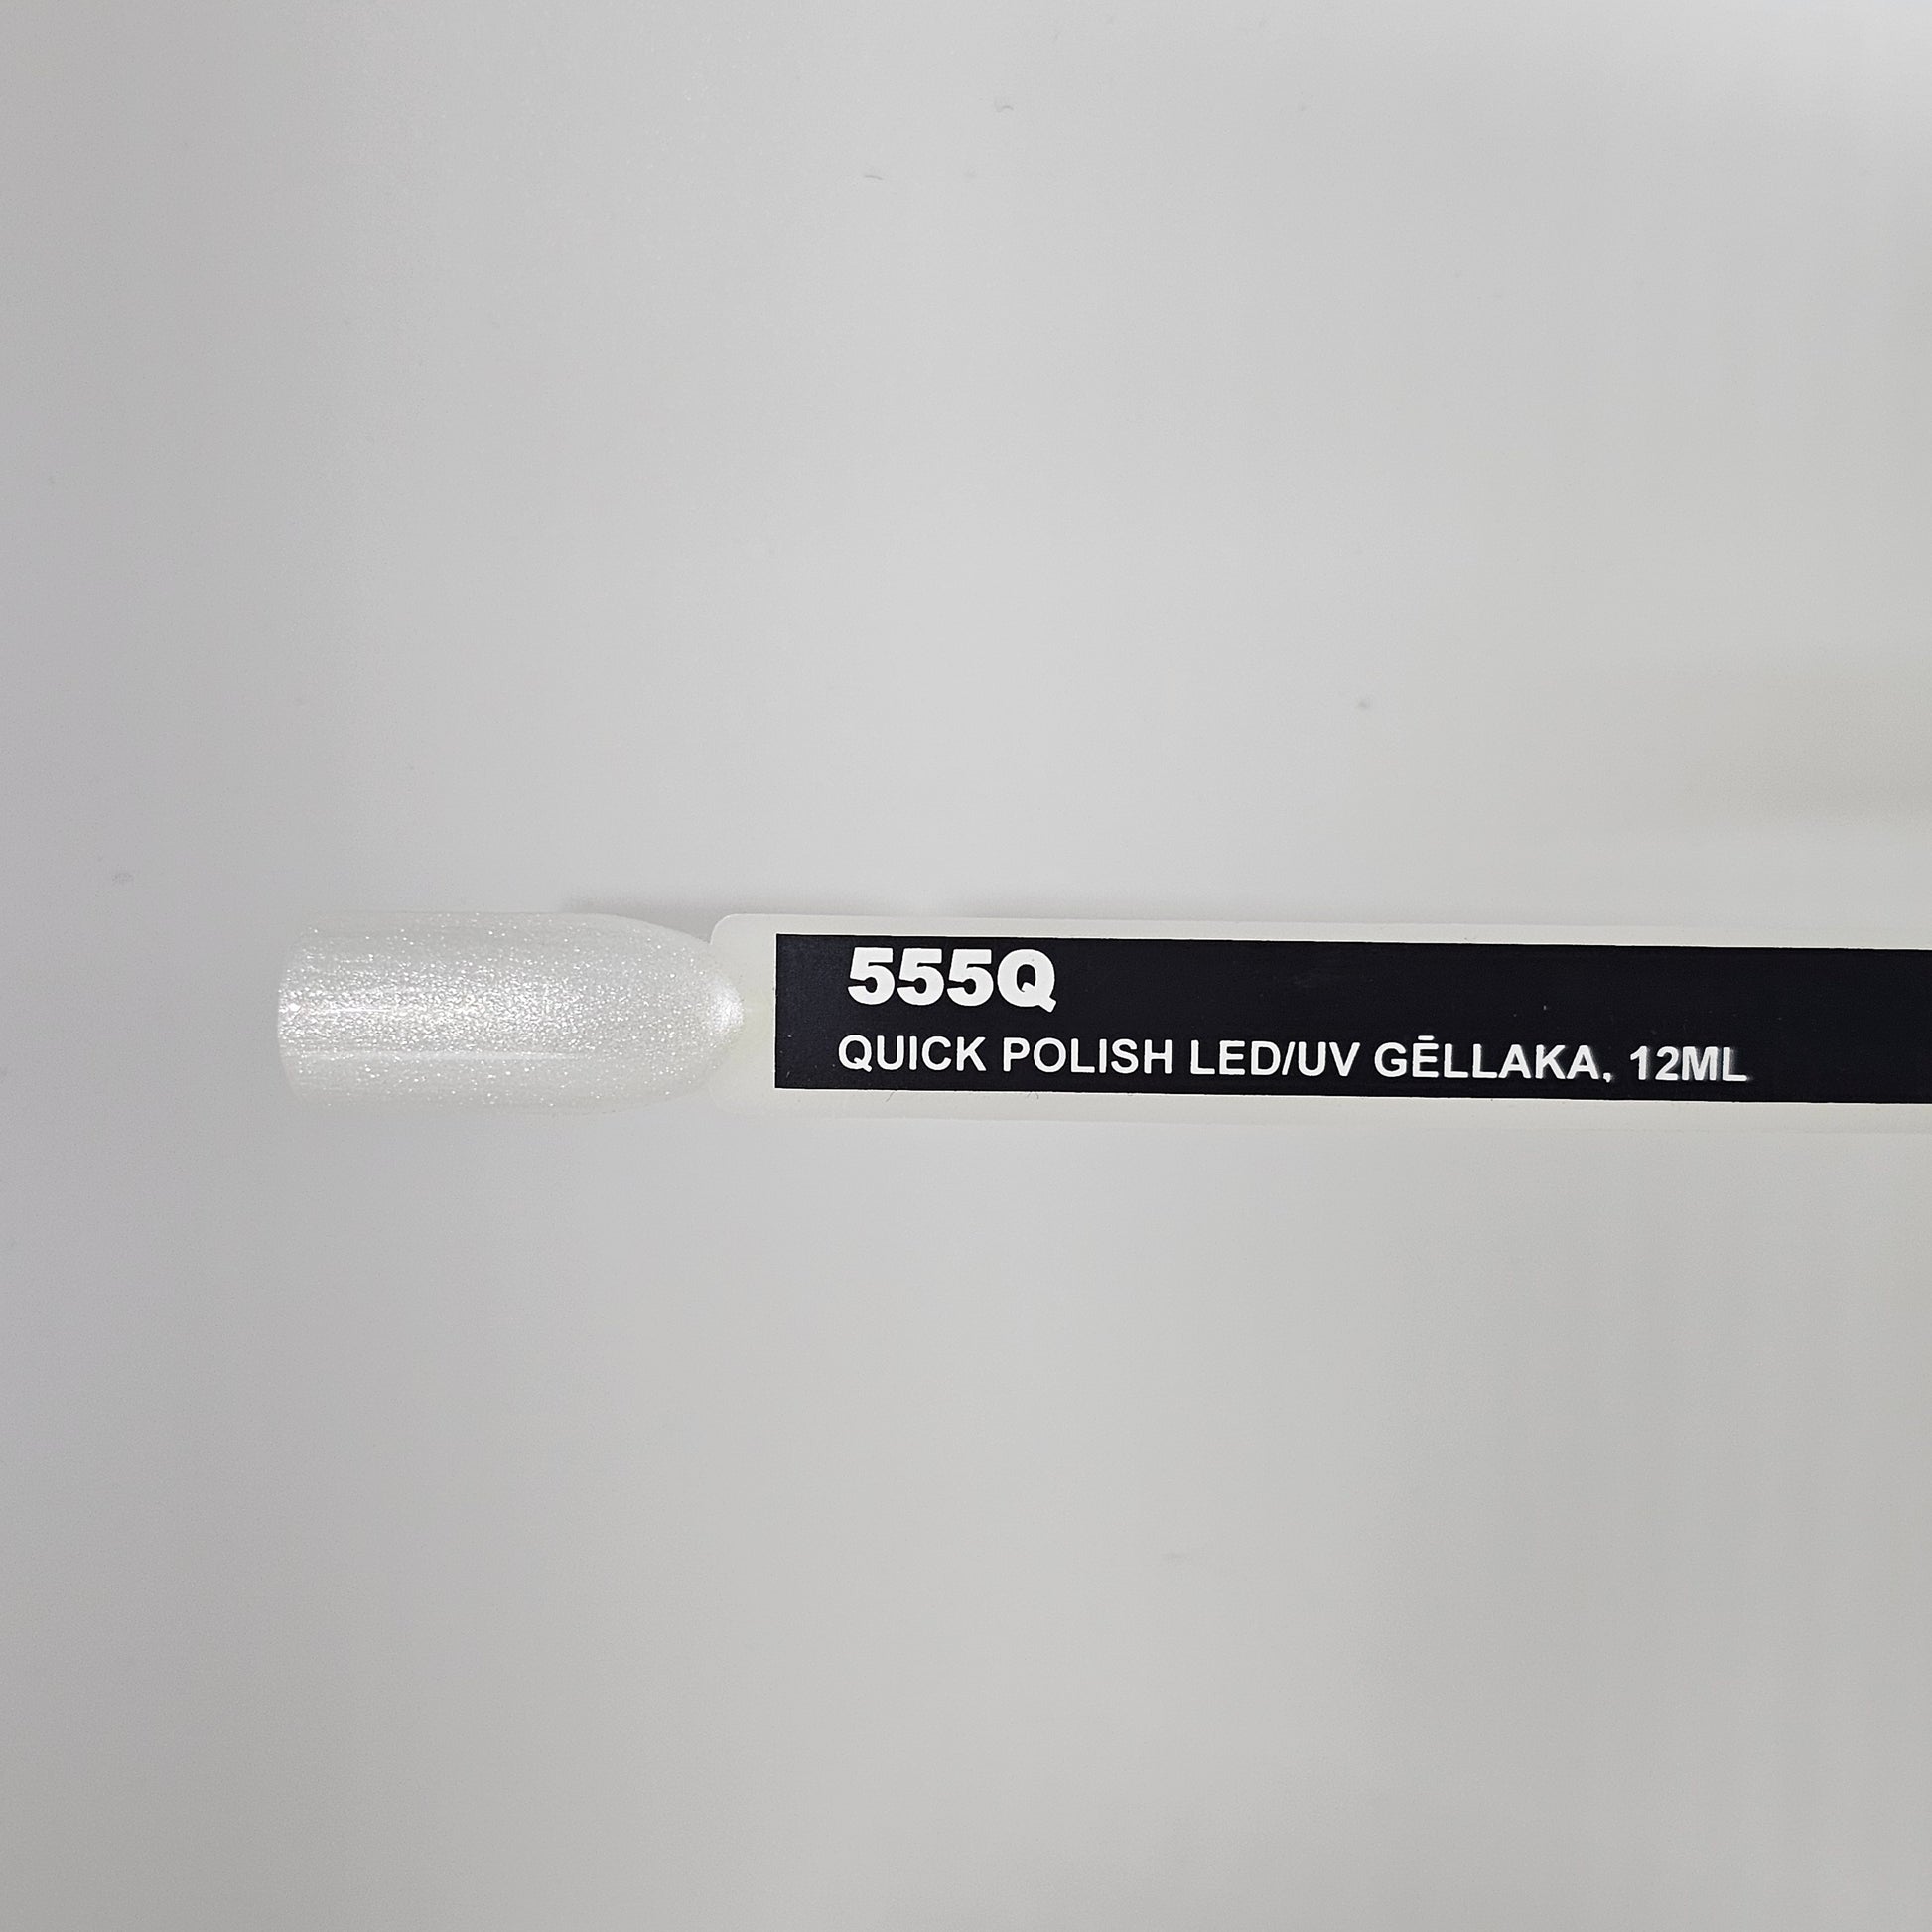 555Q
QUICK POLISH LED/UV GĒLLAKA, 12ML